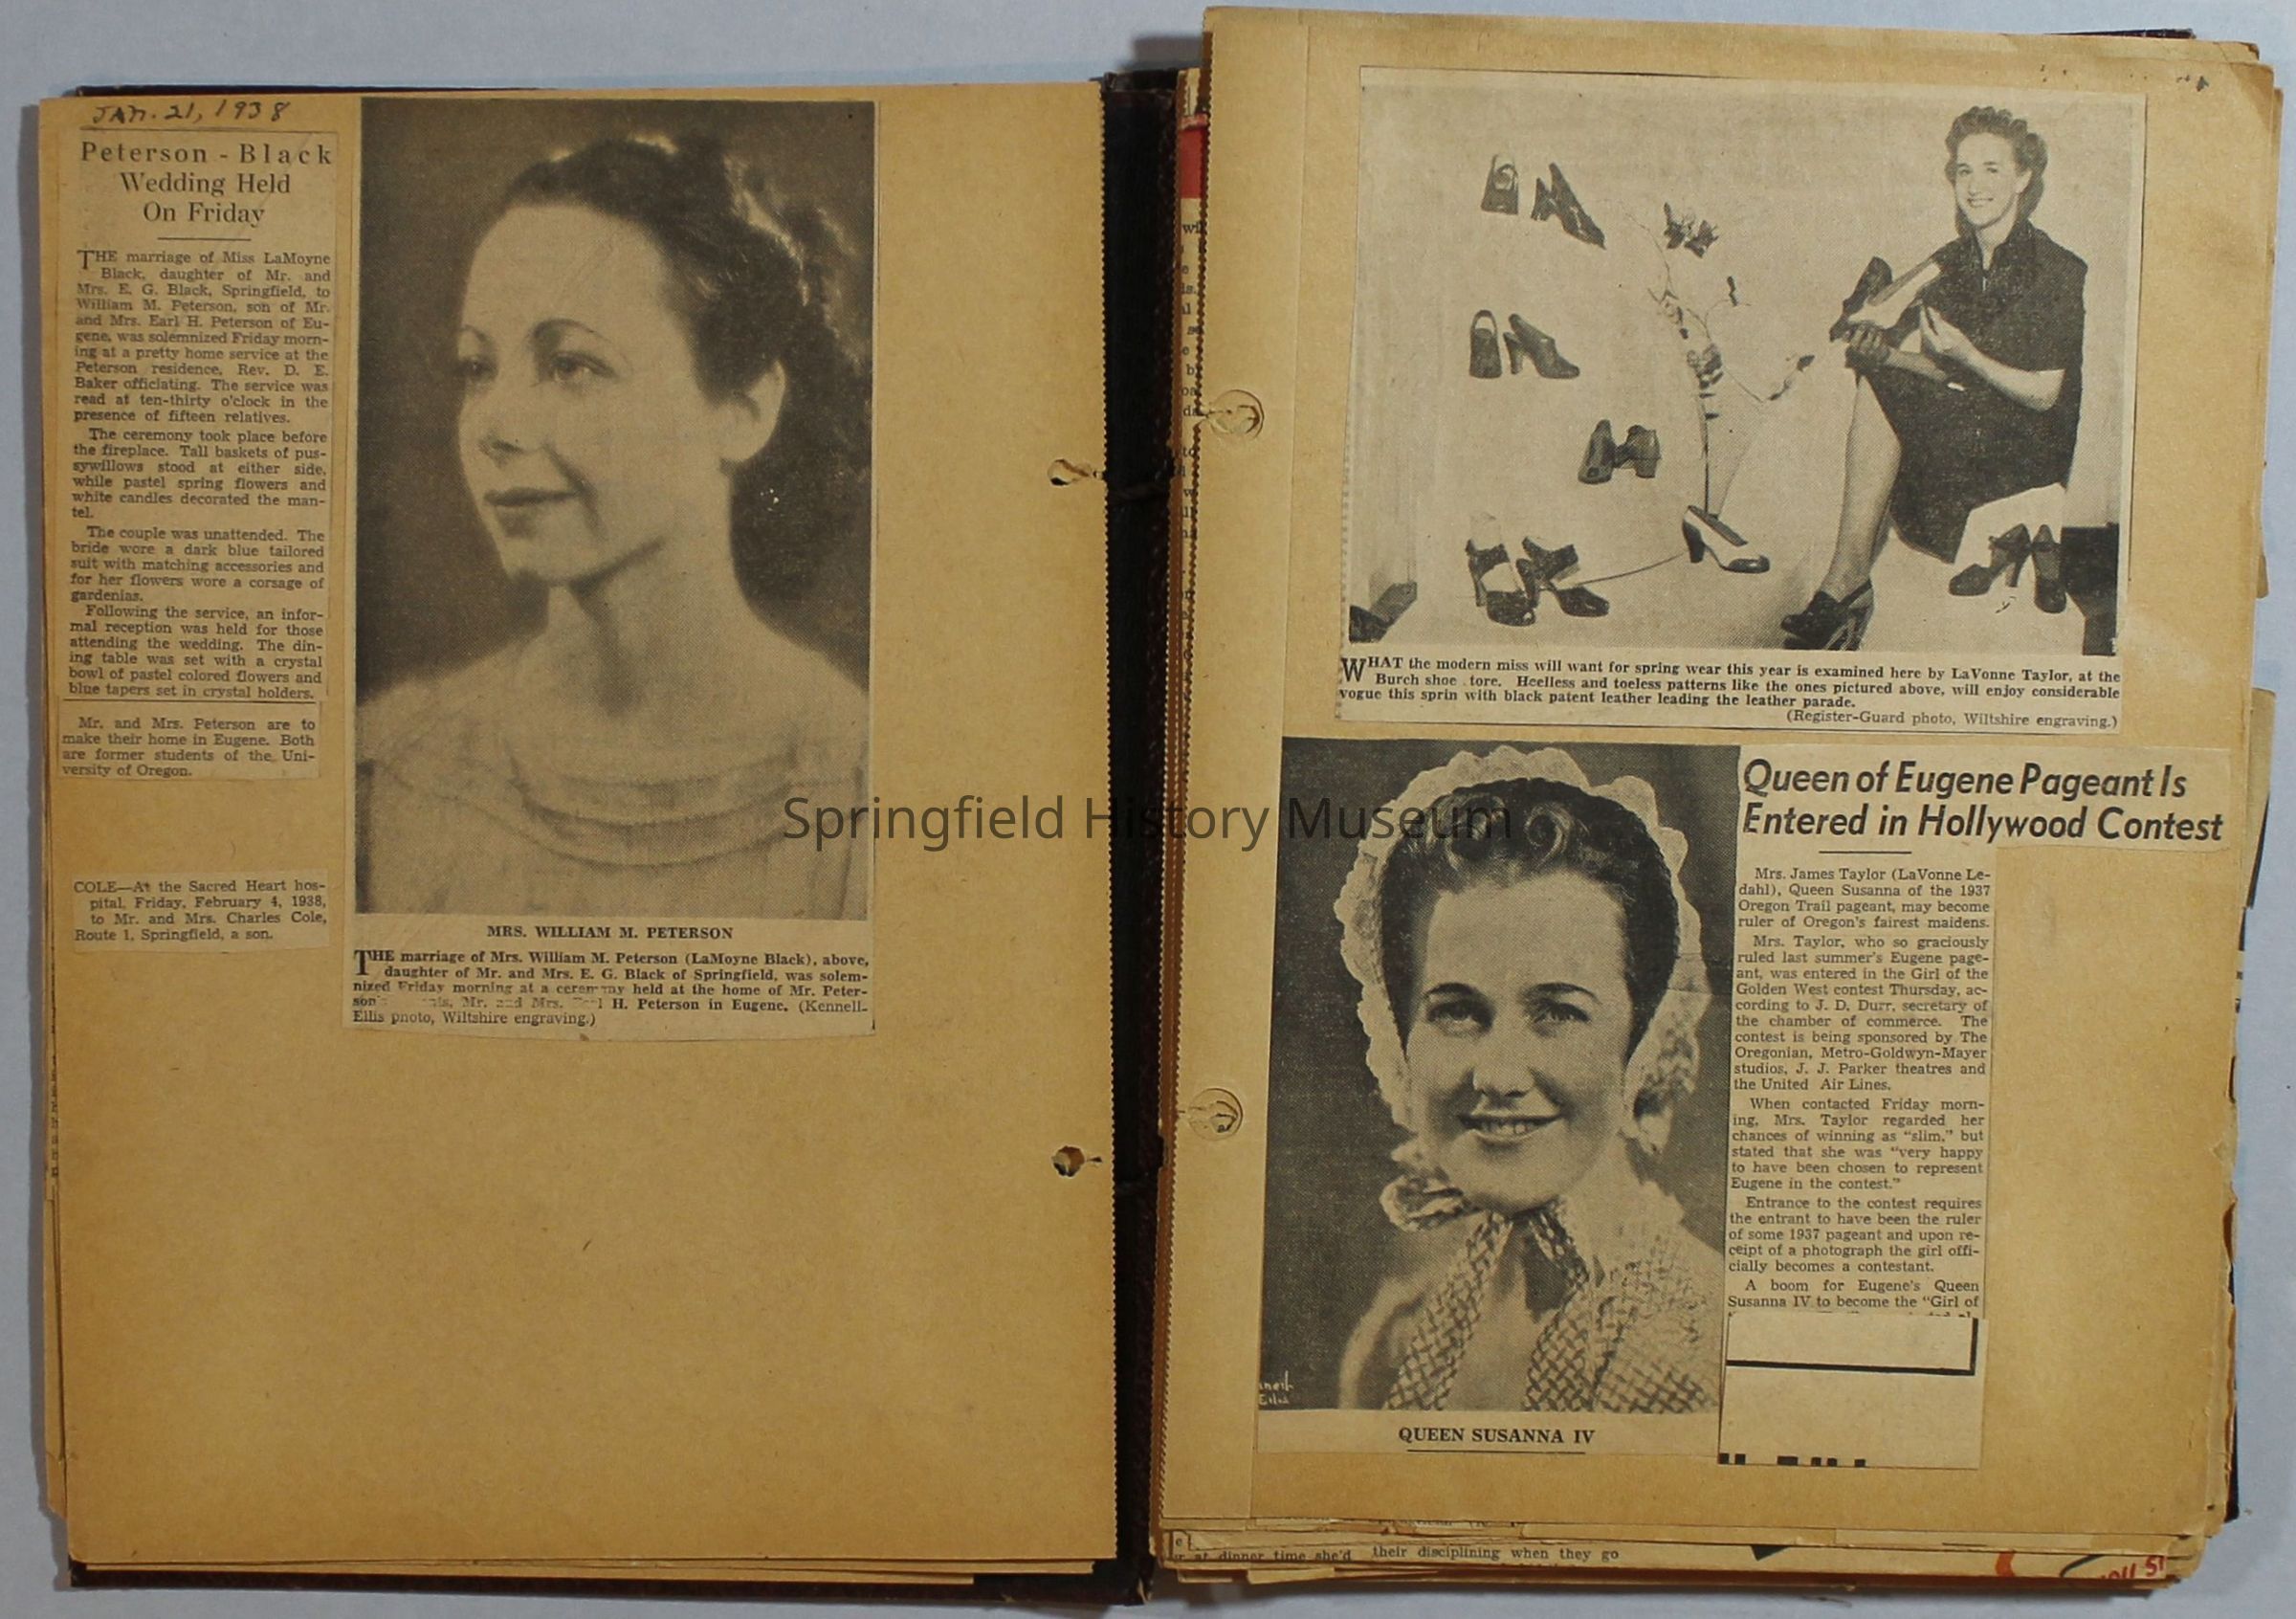 JAN. 21, 1938
Peterson - Black
Wedding Held
On Friday
THE marriage of Miss LaMoyne
Black, daughter of Mr. and
Mrs. E. G. Black, Springfield, to
William M. Peterson, son of Mr.
and Mrs. Earl H. Peterson of Eu-
gene, was solemnized Friday morn-
ing at a pretty home service at the
Peterson residence, Rev. D. E.
Baker officiating. The service was
read at ten-thirty o'clock in the
presence of fifteen relatives.
The ceremony took place before
the fireplace. Tall baskets of pus-
sywillows stood at either side,
while pastel spring flowers and
white candles decorated the man-
tel.
The couple was unattended. The
bride wore a dark blue tailored
suit with matching accessories and
for her flowers wore a corsage of
gardenias.
Following the service, an infor-
mal reception was held for those
attending the wedding. The din-
ing table was set with a crystal
bowl of pastel colored flowers and
blue tapers set in crystal holders.
Mr. and Mrs. Peterson are to
make their home in Eugene. Both
are former students of the Uni-
versity of Oregon.
COLE—At the Sacred Heart hos-
pital, Friday, February 4, 1938,
to Mr. and Mrs. Charles Cole,
Route 1, Springfield, a son.
MRS. WILLIAM M. PETERSON
THE marriage of Mrs. William M. Peterson (LaMoyne Black), above,
daughter of Mr. and Mrs. E. G. Black of Springfield, was solem-
nized Friday morning at a ceremony held at the home of Mr. Peter-
son's Mr. and Mrs. H. Peterson in Eugene. (Kennell-
Ellis photo, Wiltshire engraving.)
Springfield History Museum
WHAT the modern miss will want for spring wear this year is examined here by LaVonne Taylor, at the
Burch shoe tore. Heelless and toeless patterns like the ones pictured above, will enjoy considerable
vogue this sprin with black patent leather leading the leather parade.
(Register-Guard photo, Wiltshire engraving.)
Queen of Eugene Pageant Is
Entered in Hollywood Contest
Mrs. James Taylor (LaVonne Le-
dahl), Queen Susanna of the 1937
Oregon Trail pageant, may become
ruler of Oregon's fairest maidens.
Mrs. Taylor, who so graciously
ruled last summer's Eugene page-
ant, was entered in the Girl of the
Golden West contest Thursday, ac-
cording to J. D. Durr, secretary of
the chamber of commerce. The
contest is being sponsored by The
Oregonian, Metro-Goldwyn-Mayer
studios, J. J. Parker theatres and
the United Air Lines.
When contacted Friday morn-
ing, Mrs. Taylor regarded her
chances of winning as "slim," but
stated that she was "very happy
to have been chosen to represent
Eugene in the contest."
Entrance to the contest requires
the entrant to have been the ruler
of some 1937 pageant and upon re-
ceipt of a photograph the girl offi-
cially becomes a contestant.
A boom for Eugene's Queen
Susanna IV to become the "Girl of
QUEEN SUSANNA IV
at dinner time she'd their disciplining when they go